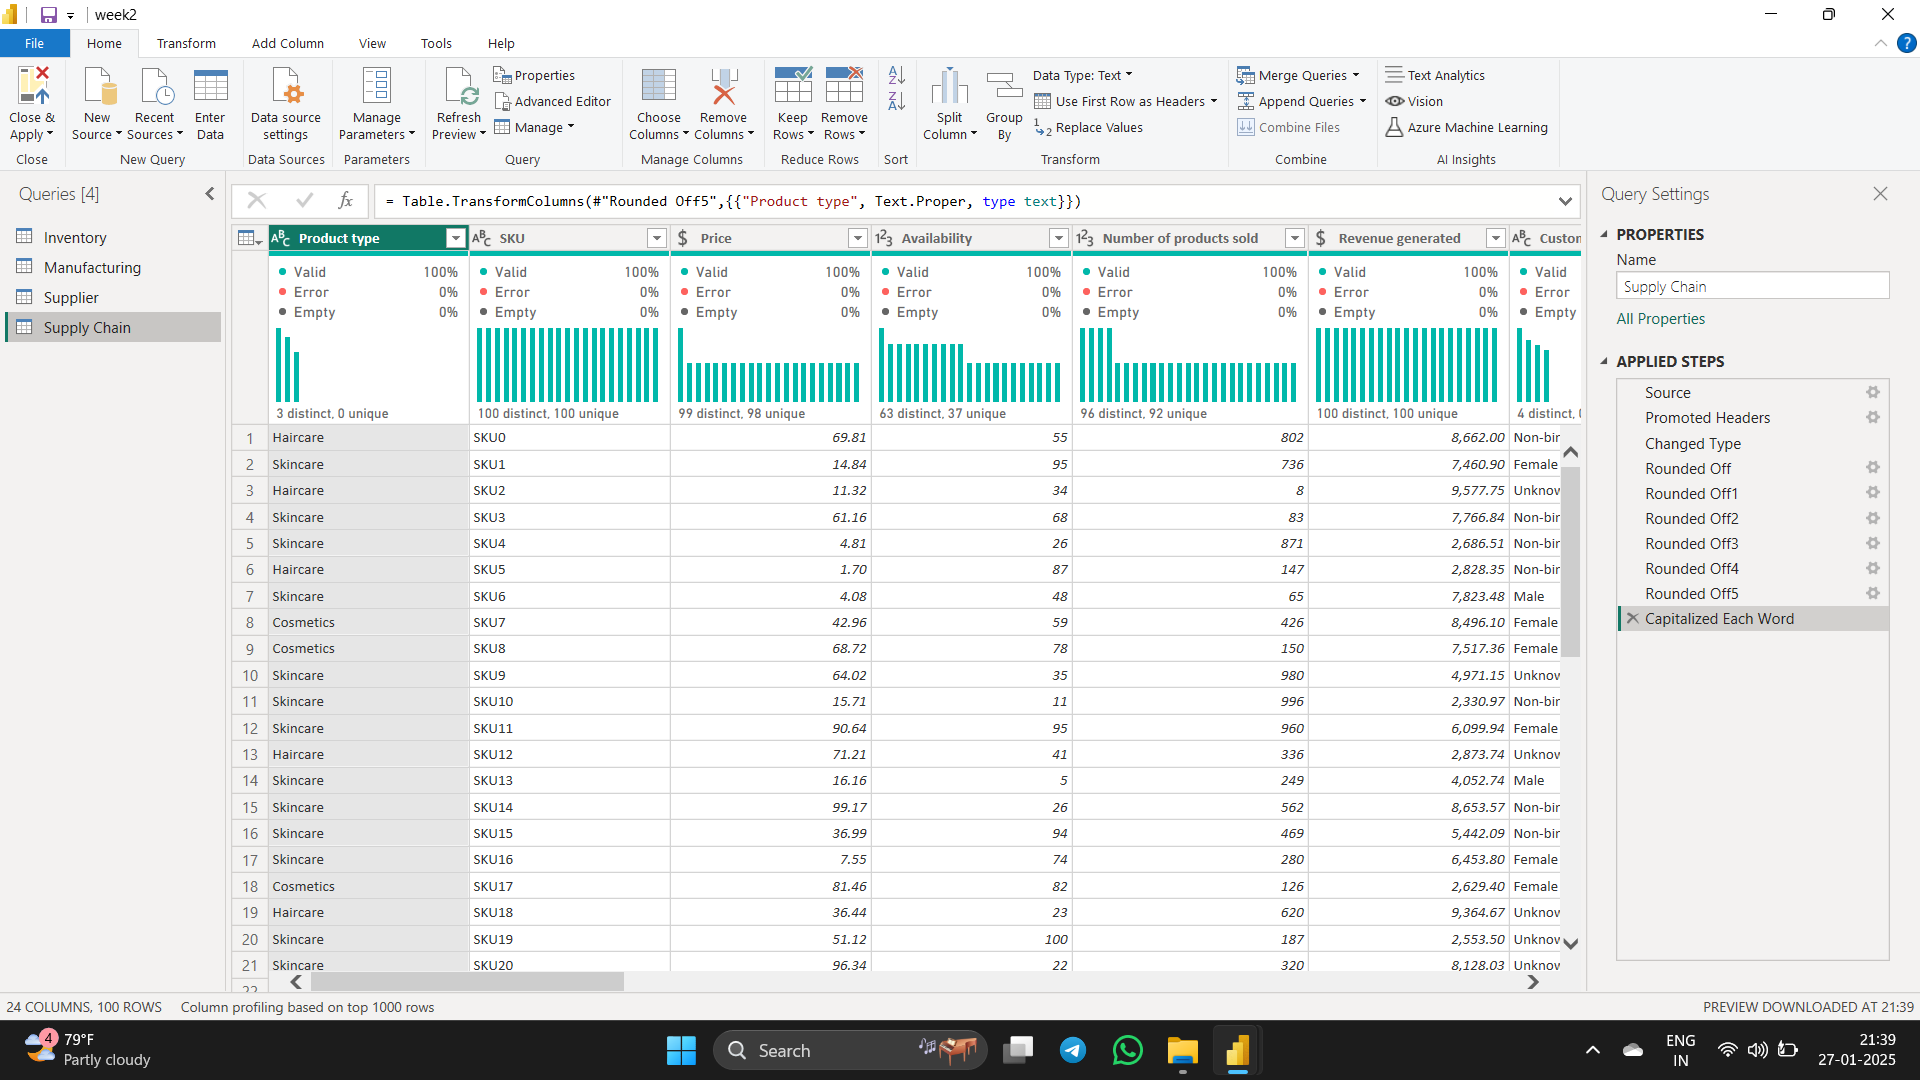 week2
File Home Transform Add Column View Tools Help
Close & Apply
Close
New Source
Recent Sources
Enter Data
New Query
Data source settings
Data Sources
Manage Parameters
Parameters
Refresh Preview
Properties
Advanced Editor
Manage
Query
Choose Columns
Remove Columns
Manage Columns
Keep Rows
Remove Rows
Reduce Rows
A
Z
Z
A
Sort
Split Column
Group By
Data Type: Text
Use First Row as Headers
Replace Values
Transform
Merge Queries
Append Queries
Combine Files
Combine
Text Analytics
Vision
Azure Machine Learning
AI Insights
Queries [4]
Inventory
Manufacturing
Supplier
Supply Chain
fx = Table.TransformColumns(#"Rounded Off5",{{"Product type", Text.Proper, type text}})
ABC Product type ABC SKU $ Price 123 Availability 123 Number of products sold $ Revenue generated ABC Custon
Valid 100% Valid 100% Valid 100% Valid 100% Valid 100% Valid 100% Valid
Error 0% Error 0% Error 0% Error 0% Error 0% Error 0% Error
Empty 0% Empty 0% Empty 0% Empty 0% Empty 0% Empty 0% Empty
3 distinct, 0 unique 100 distinct, 100 unique 99 distinct, 98 unique 63 distinct, 37 unique 96 distinct, 92 unique 100 distinct, 100 unique 4 distinct,
1 Haircare SKU0 69.81 55 802 8,662.00 Non-bir
2 Skincare SKU1 14.84 95 736 7,460.90 Female
3 Haircare SKU2 11.32 34 8 9,577.75 Unknov
4 Skincare SKU3 61.16 68 83 7,766.84 Non-bir
5 Skincare SKU4 4.81 26 871 2,686.51 Non-bir
6 Haircare SKU5 1.70 87 147 2,828.35 Non-bir
7 Skincare SKU6 4.08 48 65 7,823.48 Male
8 Cosmetics SKU7 42.96 59 426 8,496.10 Female
9 Cosmetics SKU8 68.72 78 150 7,517.36 Female
10 Skincare SKU9 64.02 35 980 4,971.15 Unknov
11 Skincare SKU10 15.71 11 996 2,330.97 Non-bir
12 Skincare SKU11 90.64 95 960 6,099.94 Female
13 Haircare SKU12 71.21 41 336 2,873.74 Unknov
14 Skincare SKU13 16.16 5 249 4,052.74 Male
15 Skincare SKU14 99.17 26 562 8,653.57 Non-bir
16 Skincare SKU15 36.99 94 469 5,442.09 Non-bir
17 Skincare SKU16 7.55 74 280 6,453.80 Female
18 Cosmetics SKU17 81.46 82 126 2,629.40 Female
19 Haircare SKU18 36.44 23 620 9,364.67 Unknov
20 Skincare SKU19 51.12 100 187 2,553.50 Unknov
21 Skincare SKU20 96.34 22 320 8,128.03 Unknov
22
Query Settings
PROPERTIES
Name
Supply Chain
All Properties
APPLIED STEPS
Source
Promoted Headers
Changed Type
Rounded Off
Rounded Off1
Rounded Off2
Rounded Off3
Rounded Off4
Rounded Off5
Capitalized Each Word
24 COLUMNS, 100 ROWS Column profiling based on top 1000 rows PREVIEW DOWNLOADED AT 21:39
4
79°F
Partly cloudy
Search
ENG
IN
21:39
27-01-2025